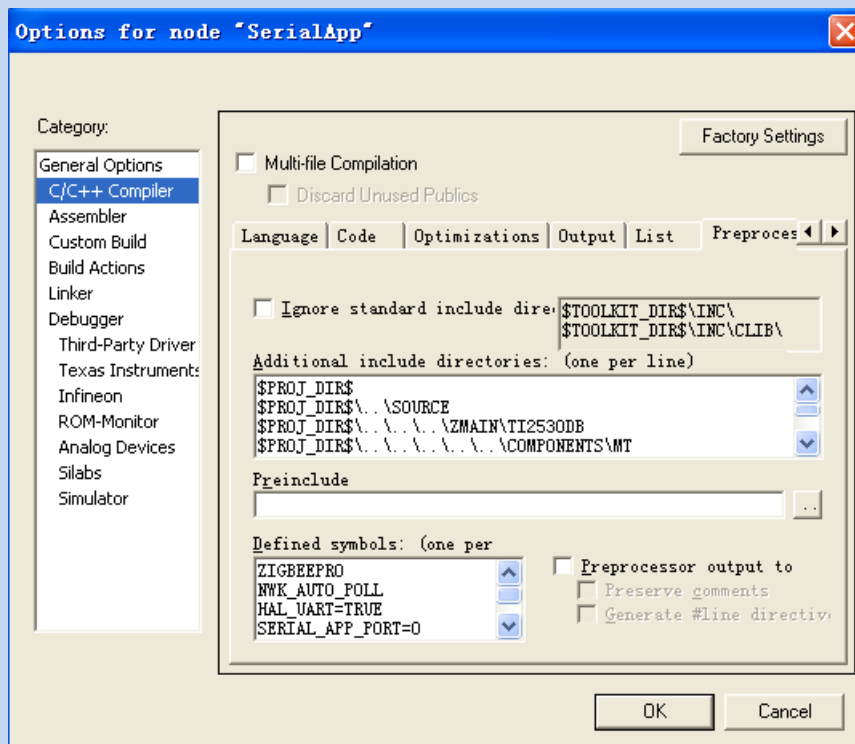 Options for node "SerialApp"
Category:
General Options
C/C++ Compiler
Assembler
Custom Build
Build Actions
Linker
Debugger
Third-Party Driver
Texas Instruments
Infineon
ROM-Monitor
Analog Devices
Silabs
Simulator
Factory Settings
Multi-file Compilation
Discard Unused Publics
Language Code Optimizations Output List Preproces
Ignore standard include dire
$TOOLKIT_DIR$\INC\
$TOOLKIT_DIR$\INC\CLIB\
Additional include directories: (one per line)
$PROJ_DIR$
$PROJ_DIR$\..\SOURCE
$PROJ_DIR$\..\..\..\ZMAIN\TI2530DB
$PROJ_DIR$\..\..\..\..\..\COMPONENTS\MT
Preinclude
..
Defined symbols: (one per
ZIGBEEPRO
NWK_AUTO_POLL
HAL_UART=TRUE
SERIAL_APP_PORT=0
Preprocessor output to
Preserve comments
Generate #line directiv
OK
Cancel